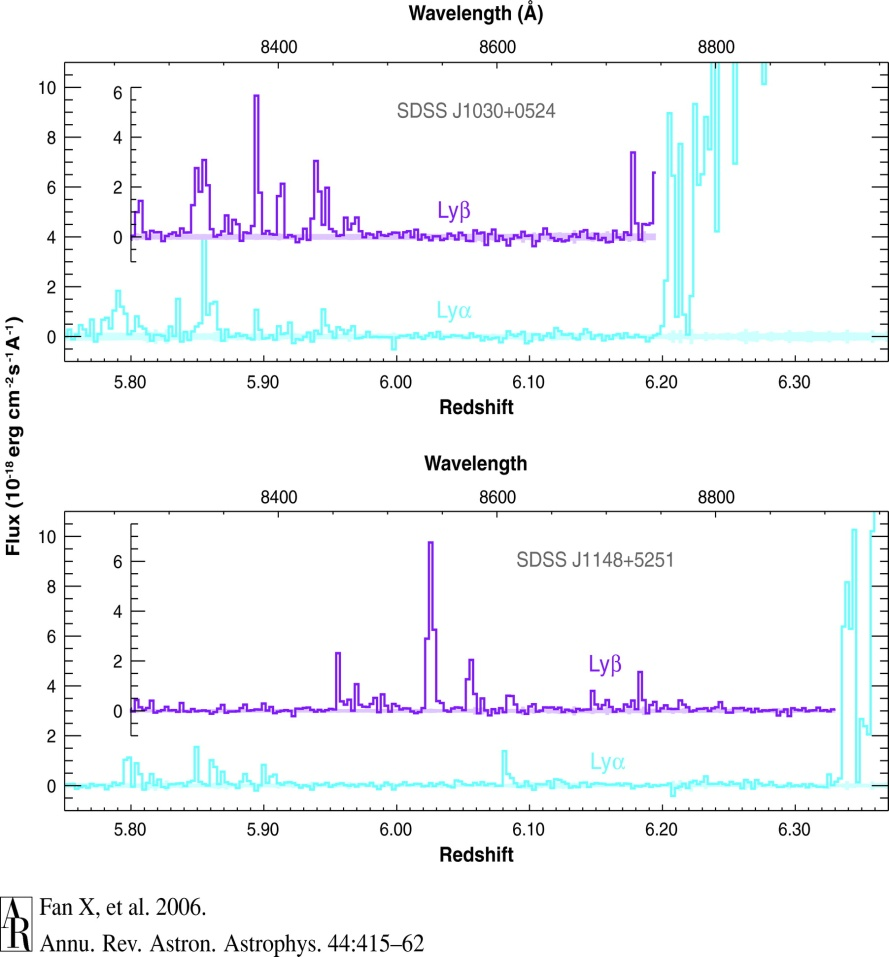 Wavelength (Å)
8400 8600 8800
10
8
6
4
2
0
6
4
2
0
SDSS J1030+0524
Lyβ
Lyα
5.80 5.90 6.00 6.10 6.20 6.30
Redshift
Flux (10⁻¹⁸ erg cm⁻² s⁻¹ A⁻¹)
Wavelength
8400 8600 8800
10
8
6
4
2
0
6
4
2
0
SDSS J1148+5251
Lyβ
Lyα
5.80 5.90 6.00 6.10 6.20 6.30
Redshift
AR
Fan X, et al. 2006.
Annu. Rev. Astron. Astrophys. 44:415–62